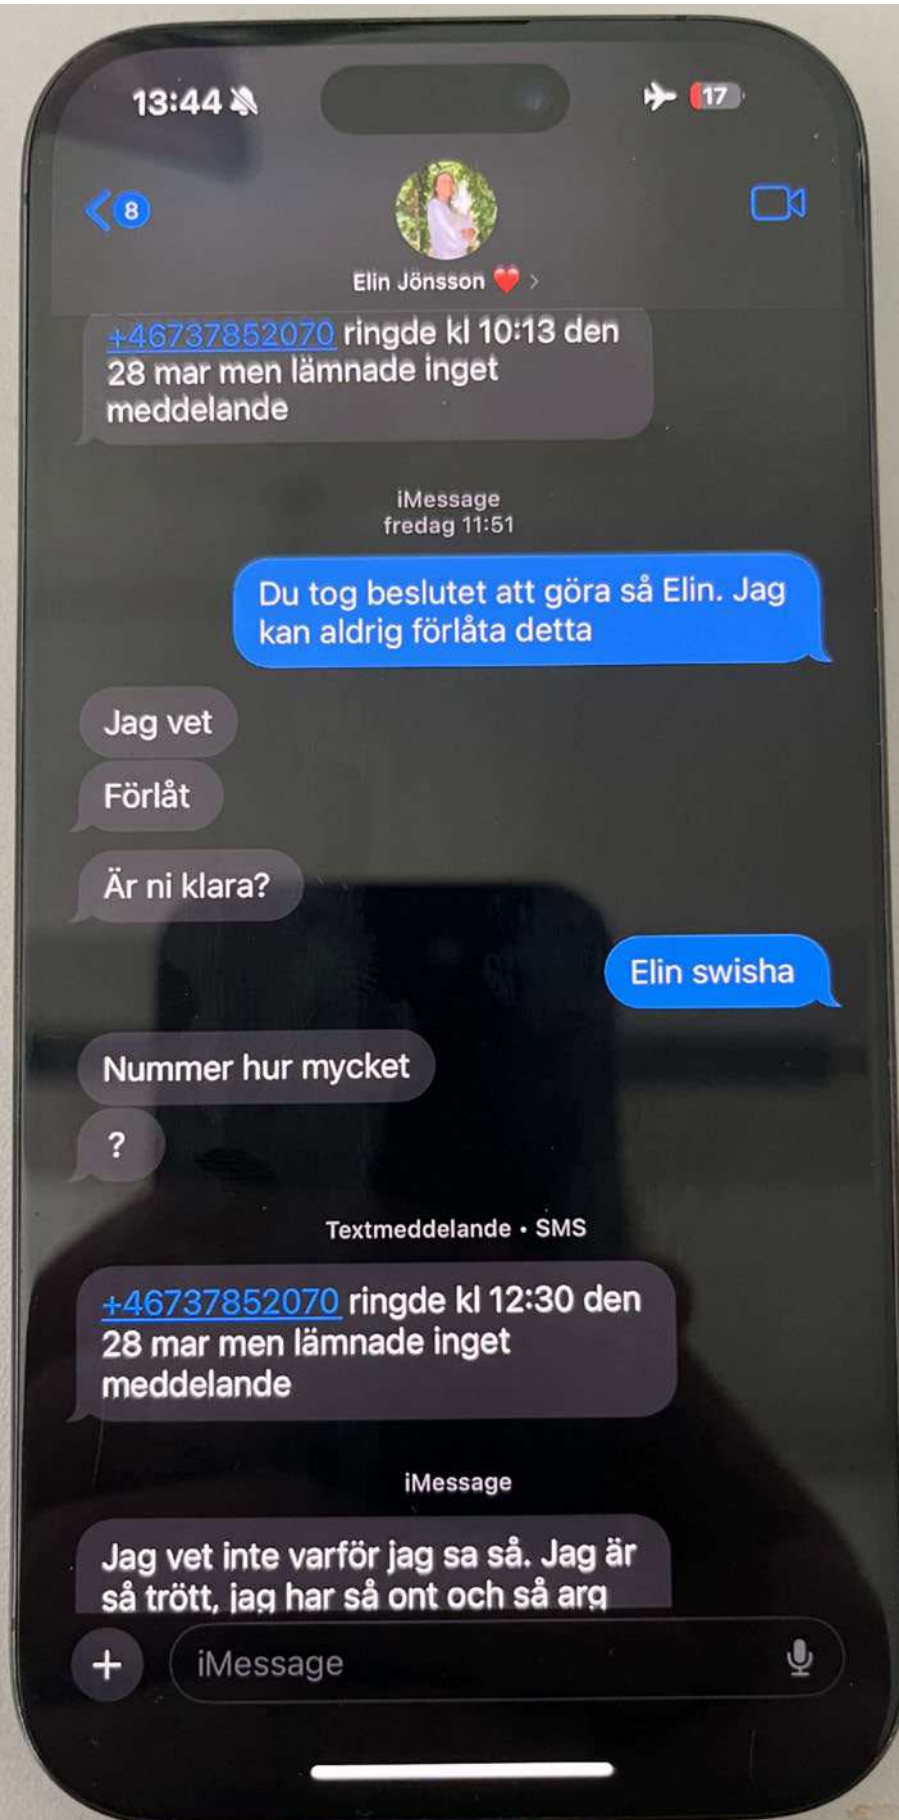 13:44
17
8
Elin Jönsson ❤️ >
+46737852070 ringde kl 10:13 den
28 mar men lämnade inget
meddelande
iMessage
fredag 11:51
Du tog beslutet att göra så Elin. Jag
kan aldrig förlåta detta
Jag vet
Förlåt
Är ni klara?
Elin swisha
Nummer hur mycket
?
Textmeddelande • SMS
+46737852070 ringde kl 12:30 den
28 mar men lämnade inget
meddelande
iMessage
Jag vet inte varför jag sa så. Jag är
så trött, jag har så ont och så arg
iMessage